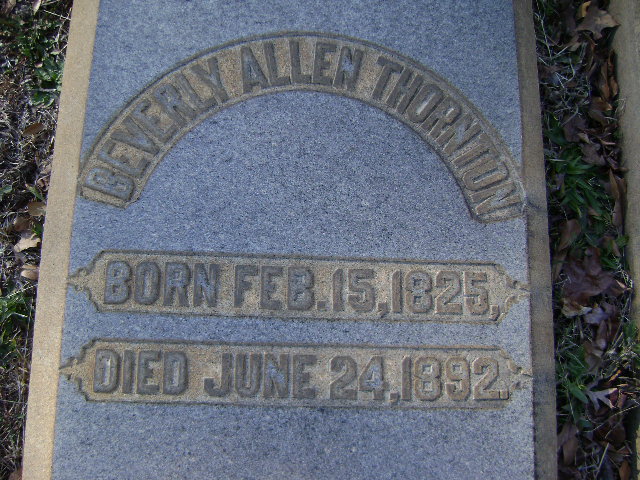 BEVERLY ALLEN THORNTON
BORN FEB. 15, 1825,
DIED JUNE 24, 1892.